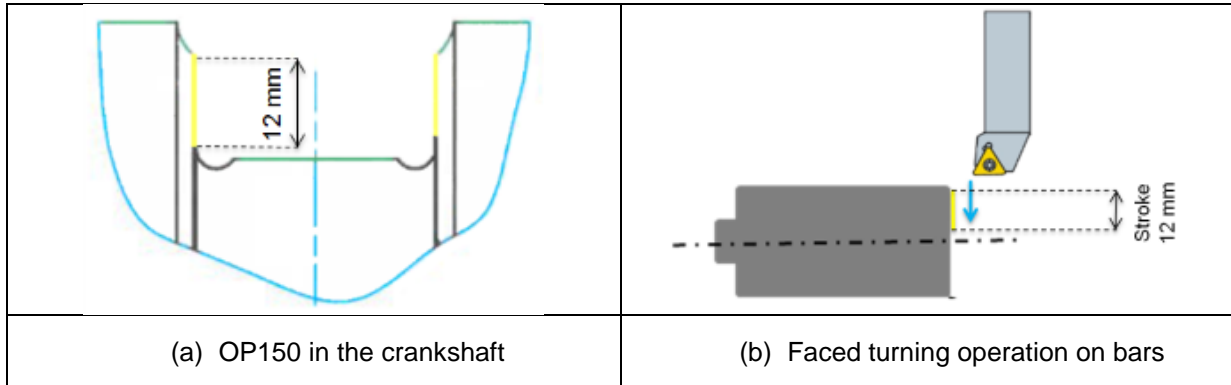 12 mm
Stroke
12 mm
(a) OP150 in the crankshaft
(b) Faced turning operation on bars